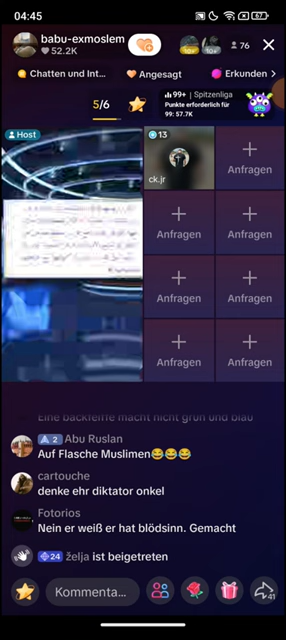 04:45
67
babu-exmoslem
52.2K
76
Chatten und Int...
Angesagt
Erkunden
5/6
99+ | Spitzenliga
Punkte erforderlich für
99: 57.7K
Host
13
ck.jr
Anfragen
Anfragen
Anfragen
Anfragen
Anfragen
Anfragen
Anfragen
Eine backfeife macht nicht grün und blau
2 Abu Ruslan
Auf Flasche Muslimen😂😂😂
cartouche
denke ehr diktator onkel
Fotorios
Nein er weiß er hat blödsinn. Gemacht
24 želja ist beigetreten
Kommenta...
41